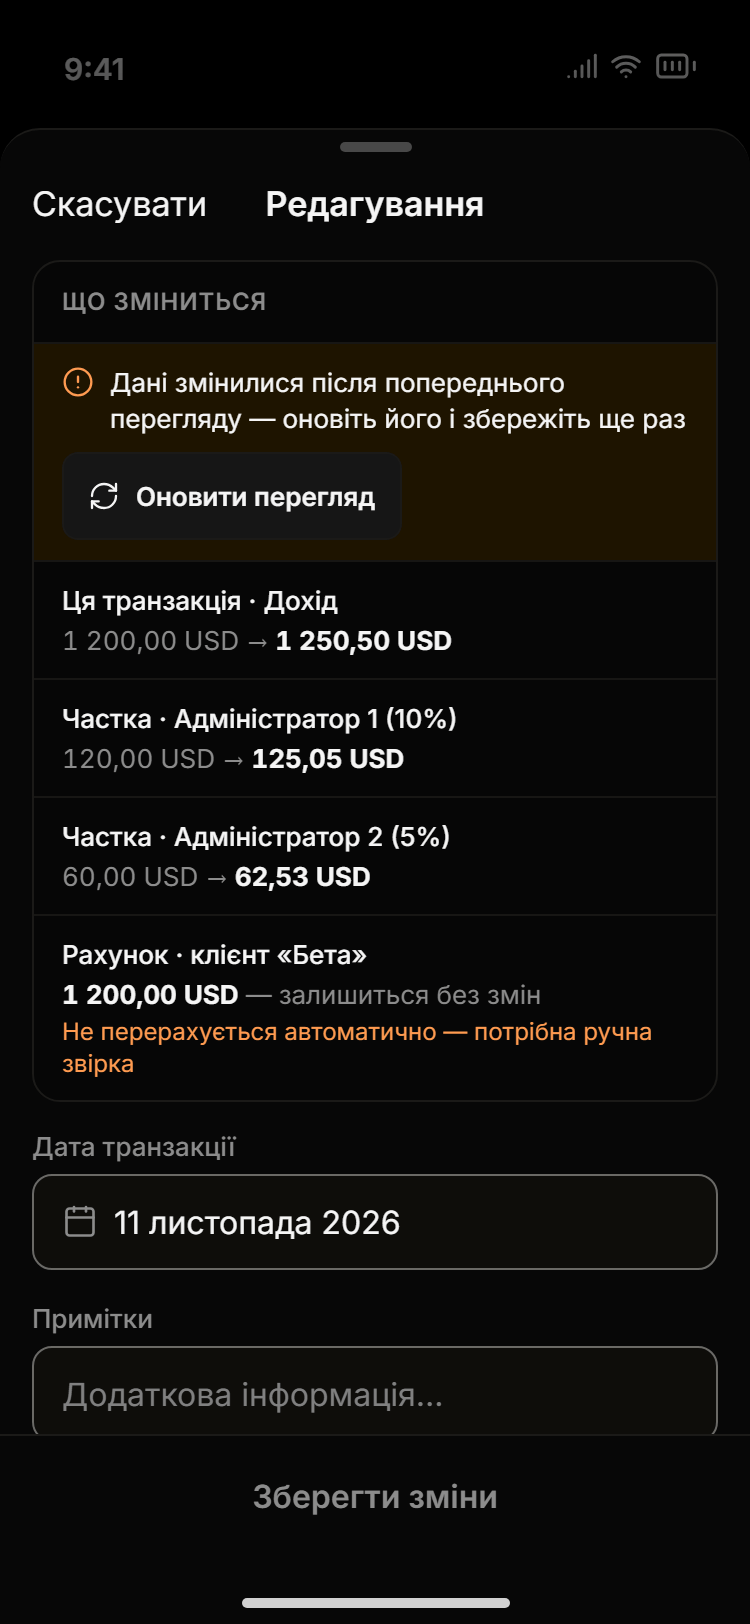 9:41
Скасувати Редагування
ЩО ЗМІНИТЬСЯ
Дані змінилися після попереднього
перегляду — оновіть його і збережіть ще раз
Оновити перегляд
Ця транзакція · Дохід
1 200,00 USD → 1 250,50 USD
Частка · Адміністратор 1 (10%)
120,00 USD → 125,05 USD
Частка · Адміністратор 2 (5%)
60,00 USD → 62,53 USD
Рахунок · клієнт «Бета»
1 200,00 USD — залишиться без змін
Не перерахується автоматично — потрібна ручна
звірка
Дата транзакції
11 листопада 2026
Примітки
Додаткова інформація...
Зберегти зміни